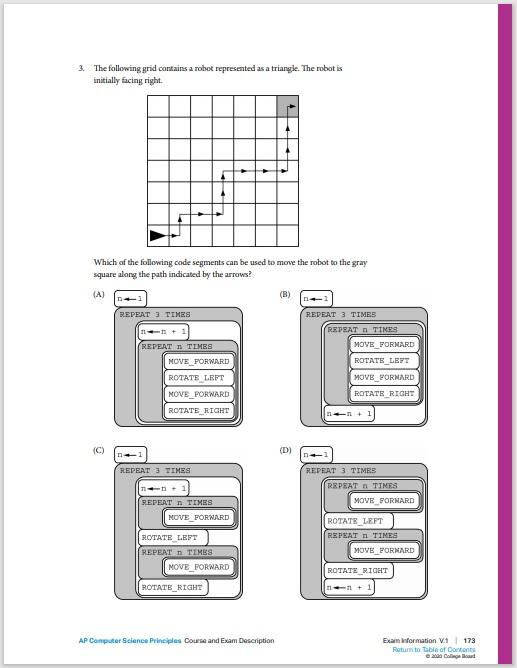 3. The following grid contains a robot represented as a triangle. The robot is
initially facing right.
Which of the following code segments can be used to move the robot to the gray
square along the path indicated by the arrows?
(A)
n←1
REPEAT 3 TIMES
n←n + 1
REPEAT n TIMES
MOVE_FORWARD
ROTATE_LEFT
MOVE_FORWARD
ROTATE_RIGHT
(B)
n←1
REPEAT 3 TIMES
REPEAT n TIMES
MOVE_FORWARD
ROTATE_LEFT
MOVE_FORWARD
ROTATE_RIGHT
n←n + 1
(C)
n←1
REPEAT 3 TIMES
n←n + 1
REPEAT n TIMES
MOVE_FORWARD
ROTATE_LEFT
REPEAT n TIMES
MOVE_FORWARD
ROTATE_RIGHT
(D)
n←1
REPEAT 3 TIMES
REPEAT n TIMES
MOVE_FORWARD
ROTATE_LEFT
REPEAT n TIMES
MOVE_FORWARD
ROTATE_RIGHT
n←n + 1
AP Computer Science Principles Course and Exam Description
Exam Information V.1 | 173
Return to Table of Contents
© 2020 College Board